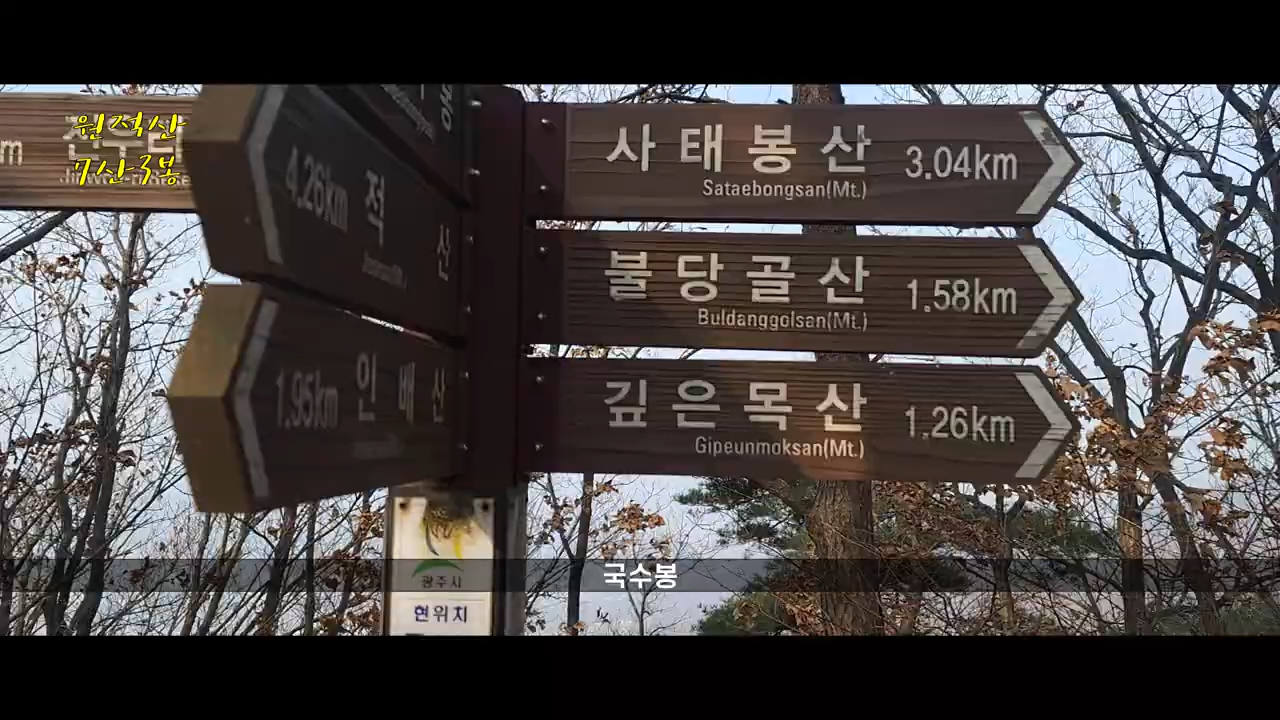 원적산
7산3봉
m
4.26km 적 산
1.95km 인 배 산
사태봉산 3.04km
Sataebongsan(Mt.)
불당골산 1.58km
Buldanggolsan(Mt.)
깊은목산 1.26km
Gipeunmoksan(Mt.)
광주시
현위치
국수봉